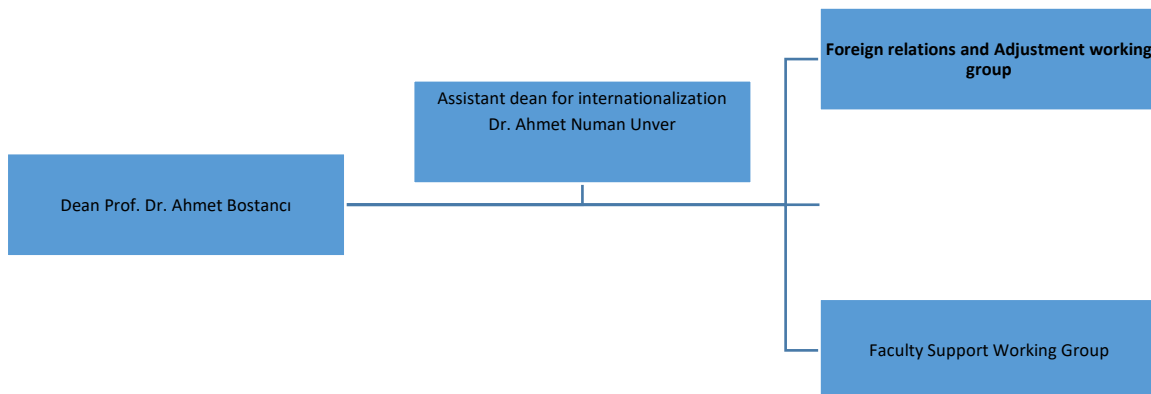 Foreign relations and Adjustment working
group
Assistant dean for internationalization
Dr. Ahmet Numan Unver
Dean Prof. Dr. Ahmet Bostancı
Faculty Support Working Group